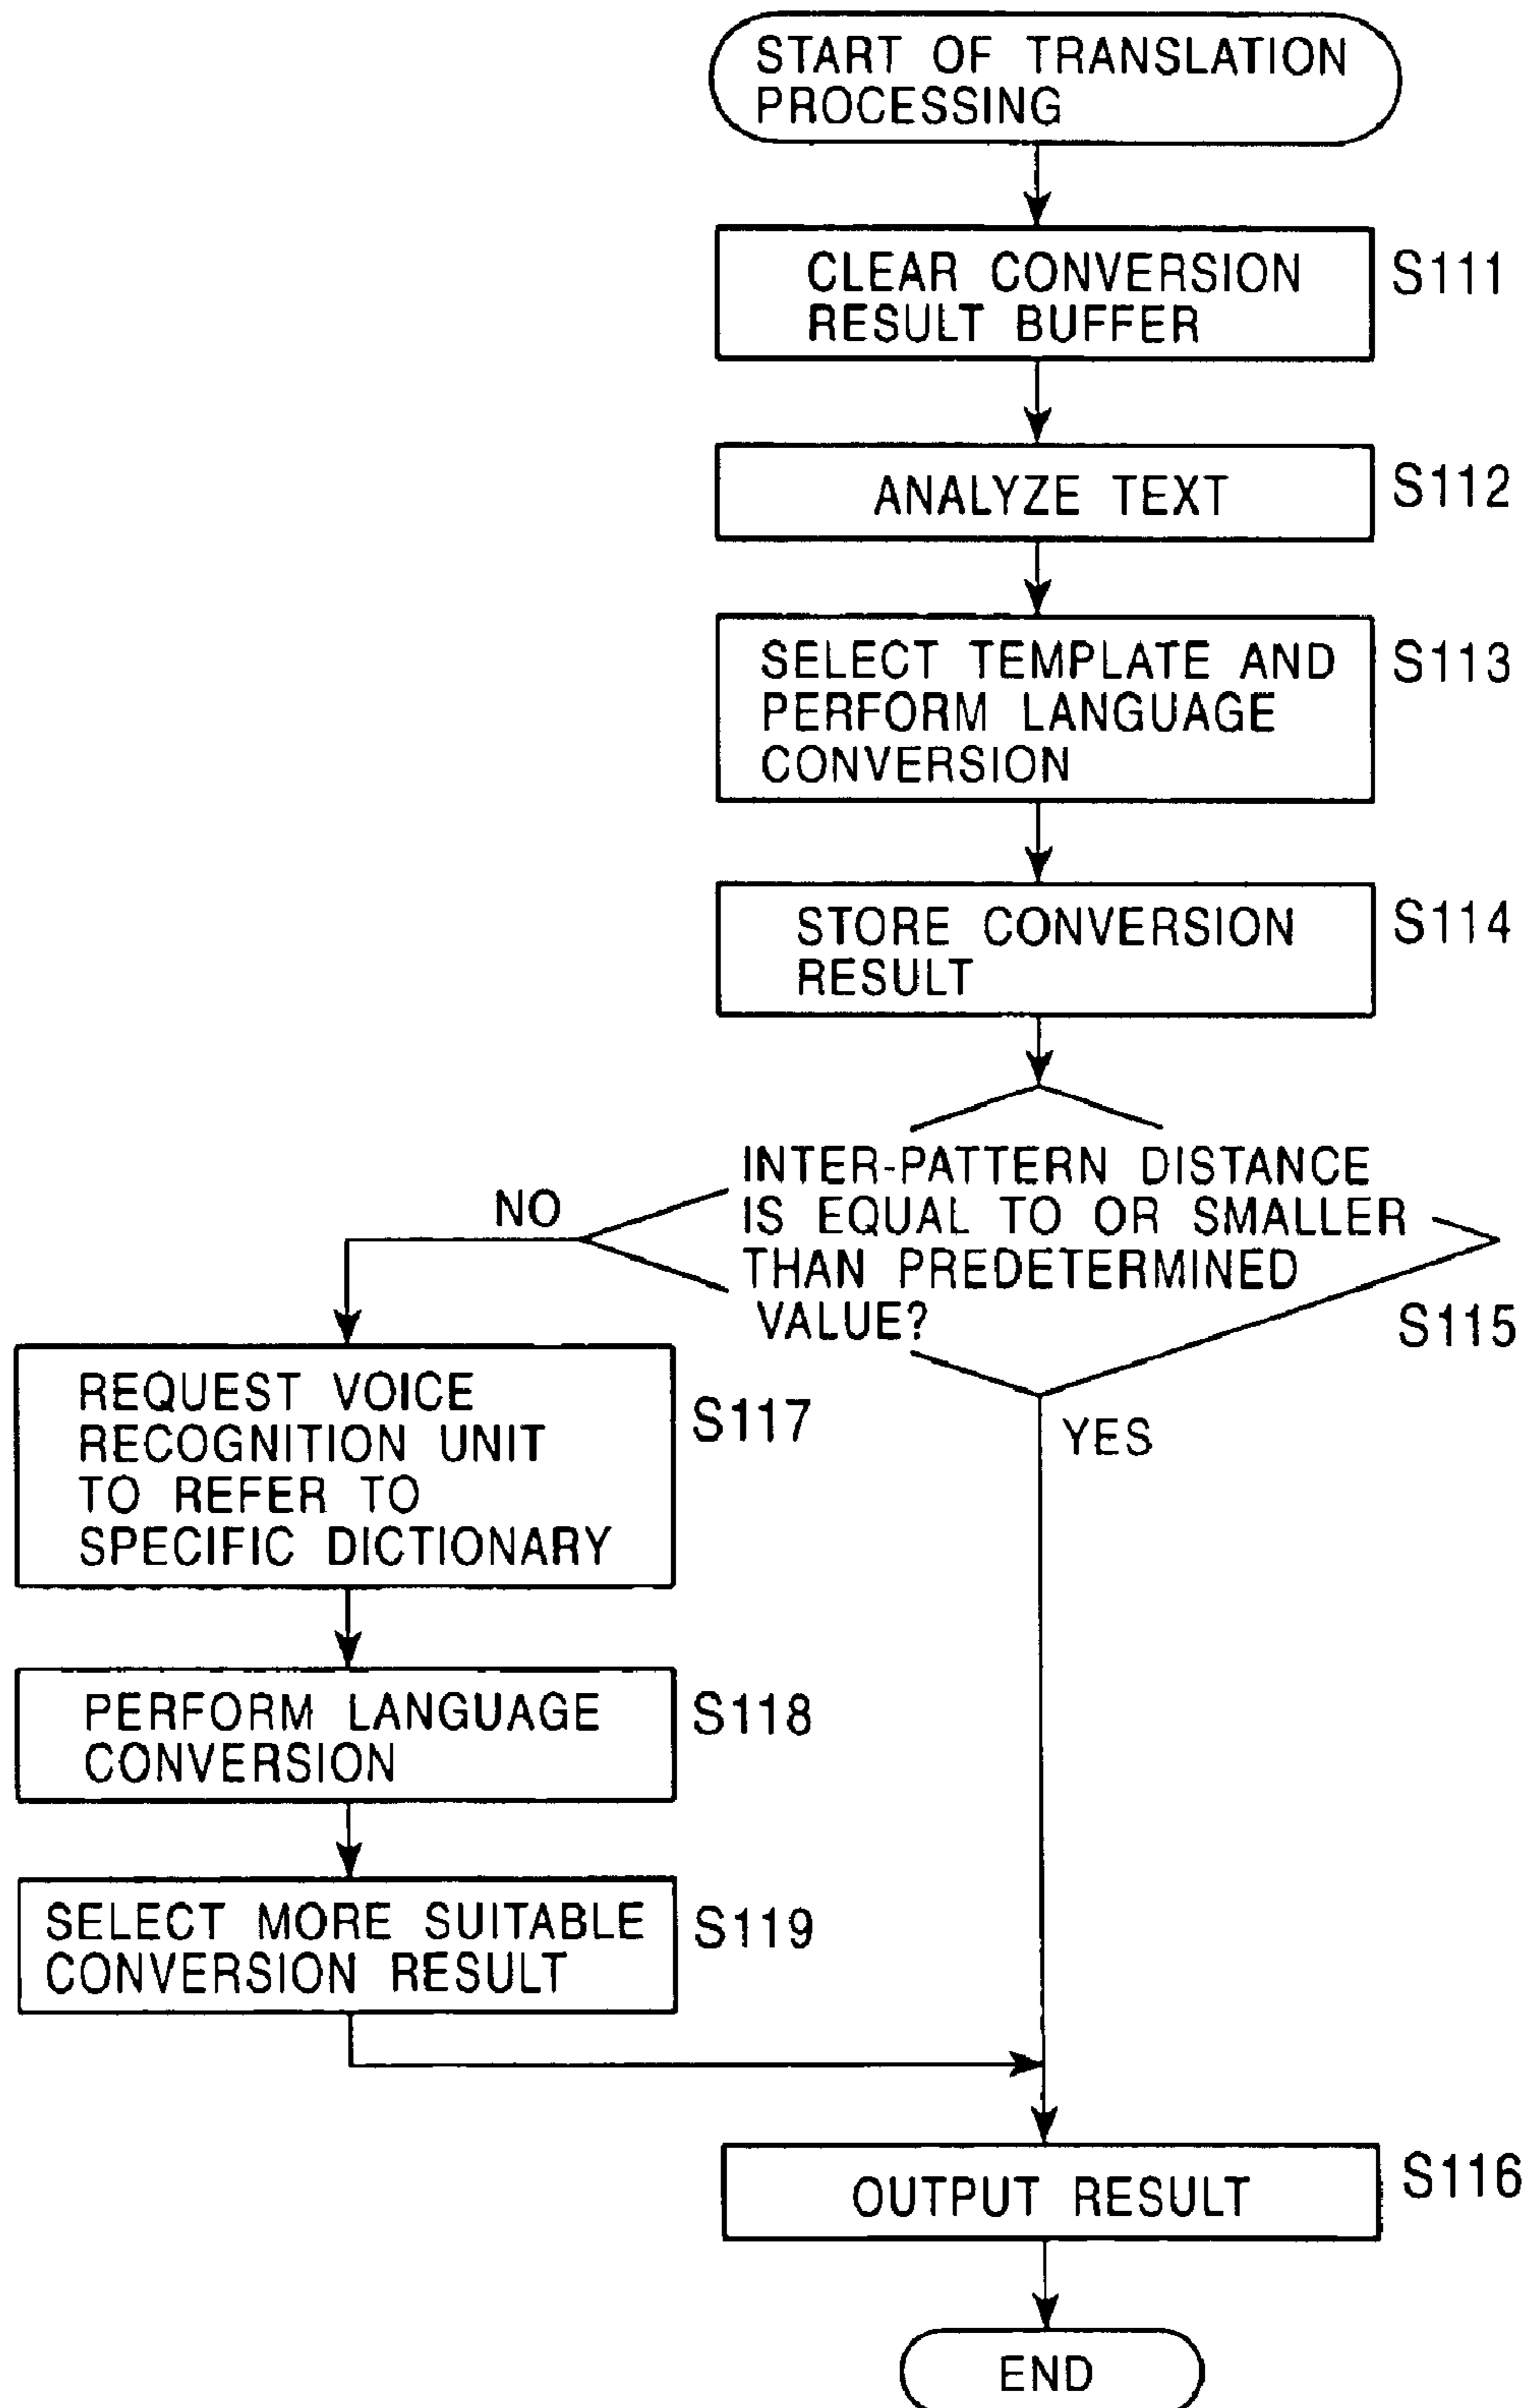 START OF TRANSLATION
PROCESSING
CLEAR CONVERSION
RESULT BUFFER
S111
ANALYZE TEXT
S112
SELECT TEMPLATE AND
PERFORM LANGUAGE
CONVERSION
S113
STORE CONVERSION
RESULT
S114
INTER-PATTERN DISTANCE
IS EQUAL TO OR SMALLER
THAN PREDETERMINED
VALUE?
S115
NO
YES
REQUEST VOICE
RECOGNITION UNIT
TO REFER TO
SPECIFIC DICTIONARY
S117
PERFORM LANGUAGE
CONVERSION
S118
SELECT MORE SUITABLE
CONVERSION RESULT
S119
OUTPUT RESULT
S116
END